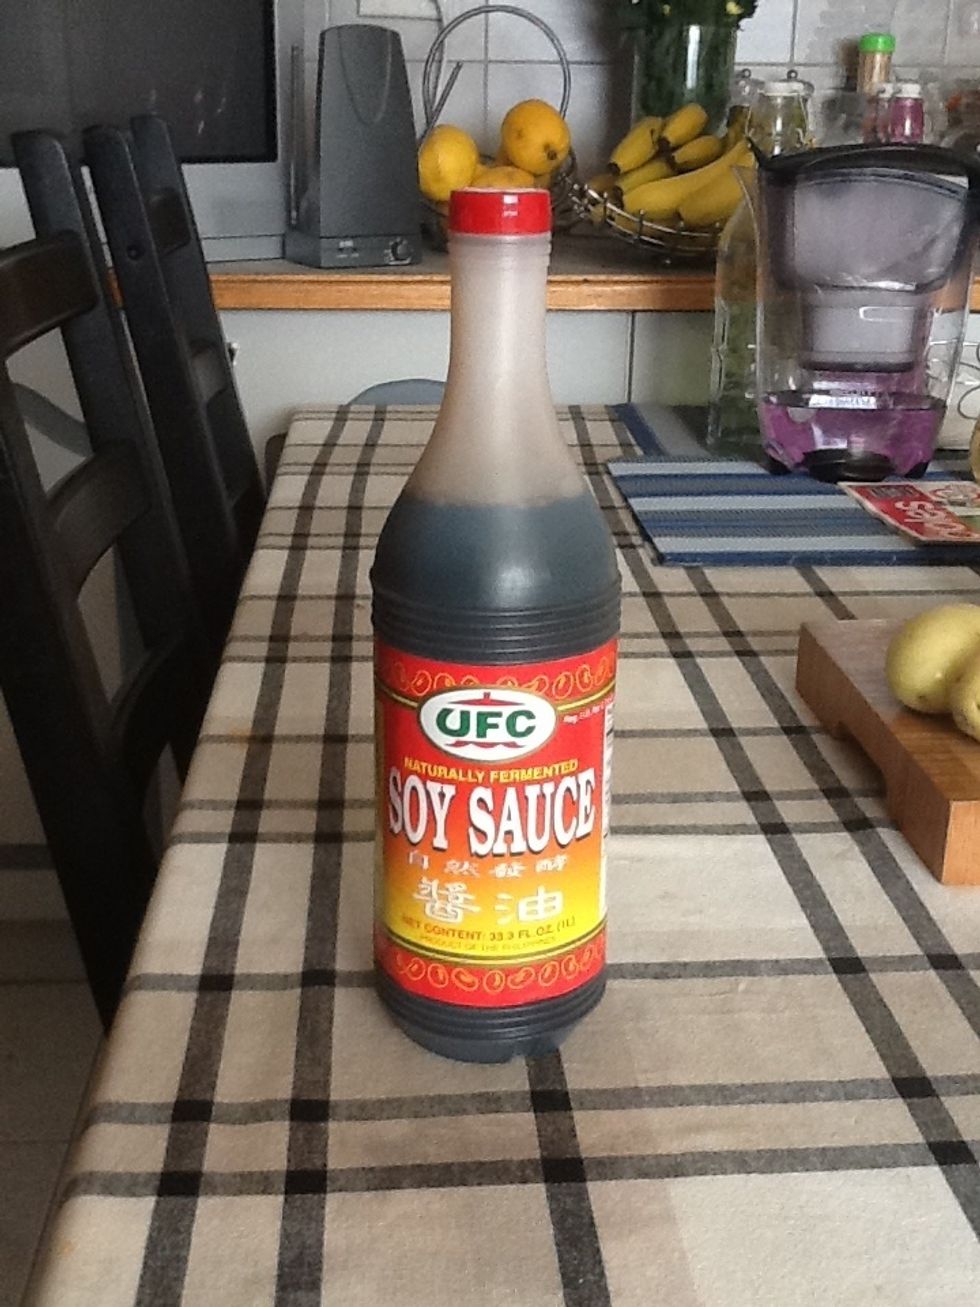 UFC
NATURALLY FERMENTED
SOY SAUCE
自然發酵
醬油
NET CONTENT: 33.3 FL.OZ. (1L)
PRODUCT OF THE PHILIPPINES